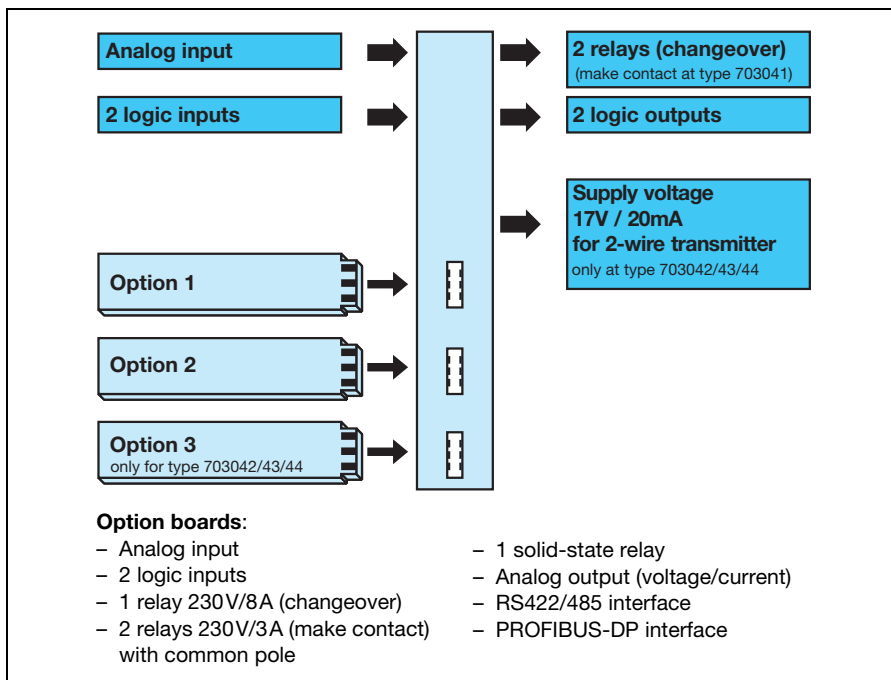 Analog input
2 relays (changeover)
(make contact at type 703041)
2 logic inputs
2 logic outputs
Supply voltage
17V / 20mA
for 2-wire transmitter
only at type 703042/43/44
Option 1
Option 2
Option 3
only for type 703042/43/44
Option boards:
– Analog input
– 2 logic inputs
– 1 relay 230V/8A (changeover)
– 2 relays 230V/3A (make contact)
with common pole
– 1 solid-state relay
– Analog output (voltage/current)
– RS422/485 interface
– PROFIBUS-DP interface